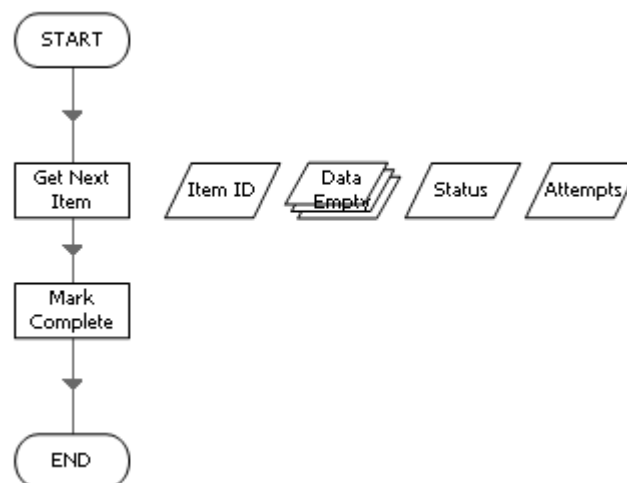 START
Get Next
Item
Item ID
Data
Empty
Status
Attempts
Mark
Complete
END